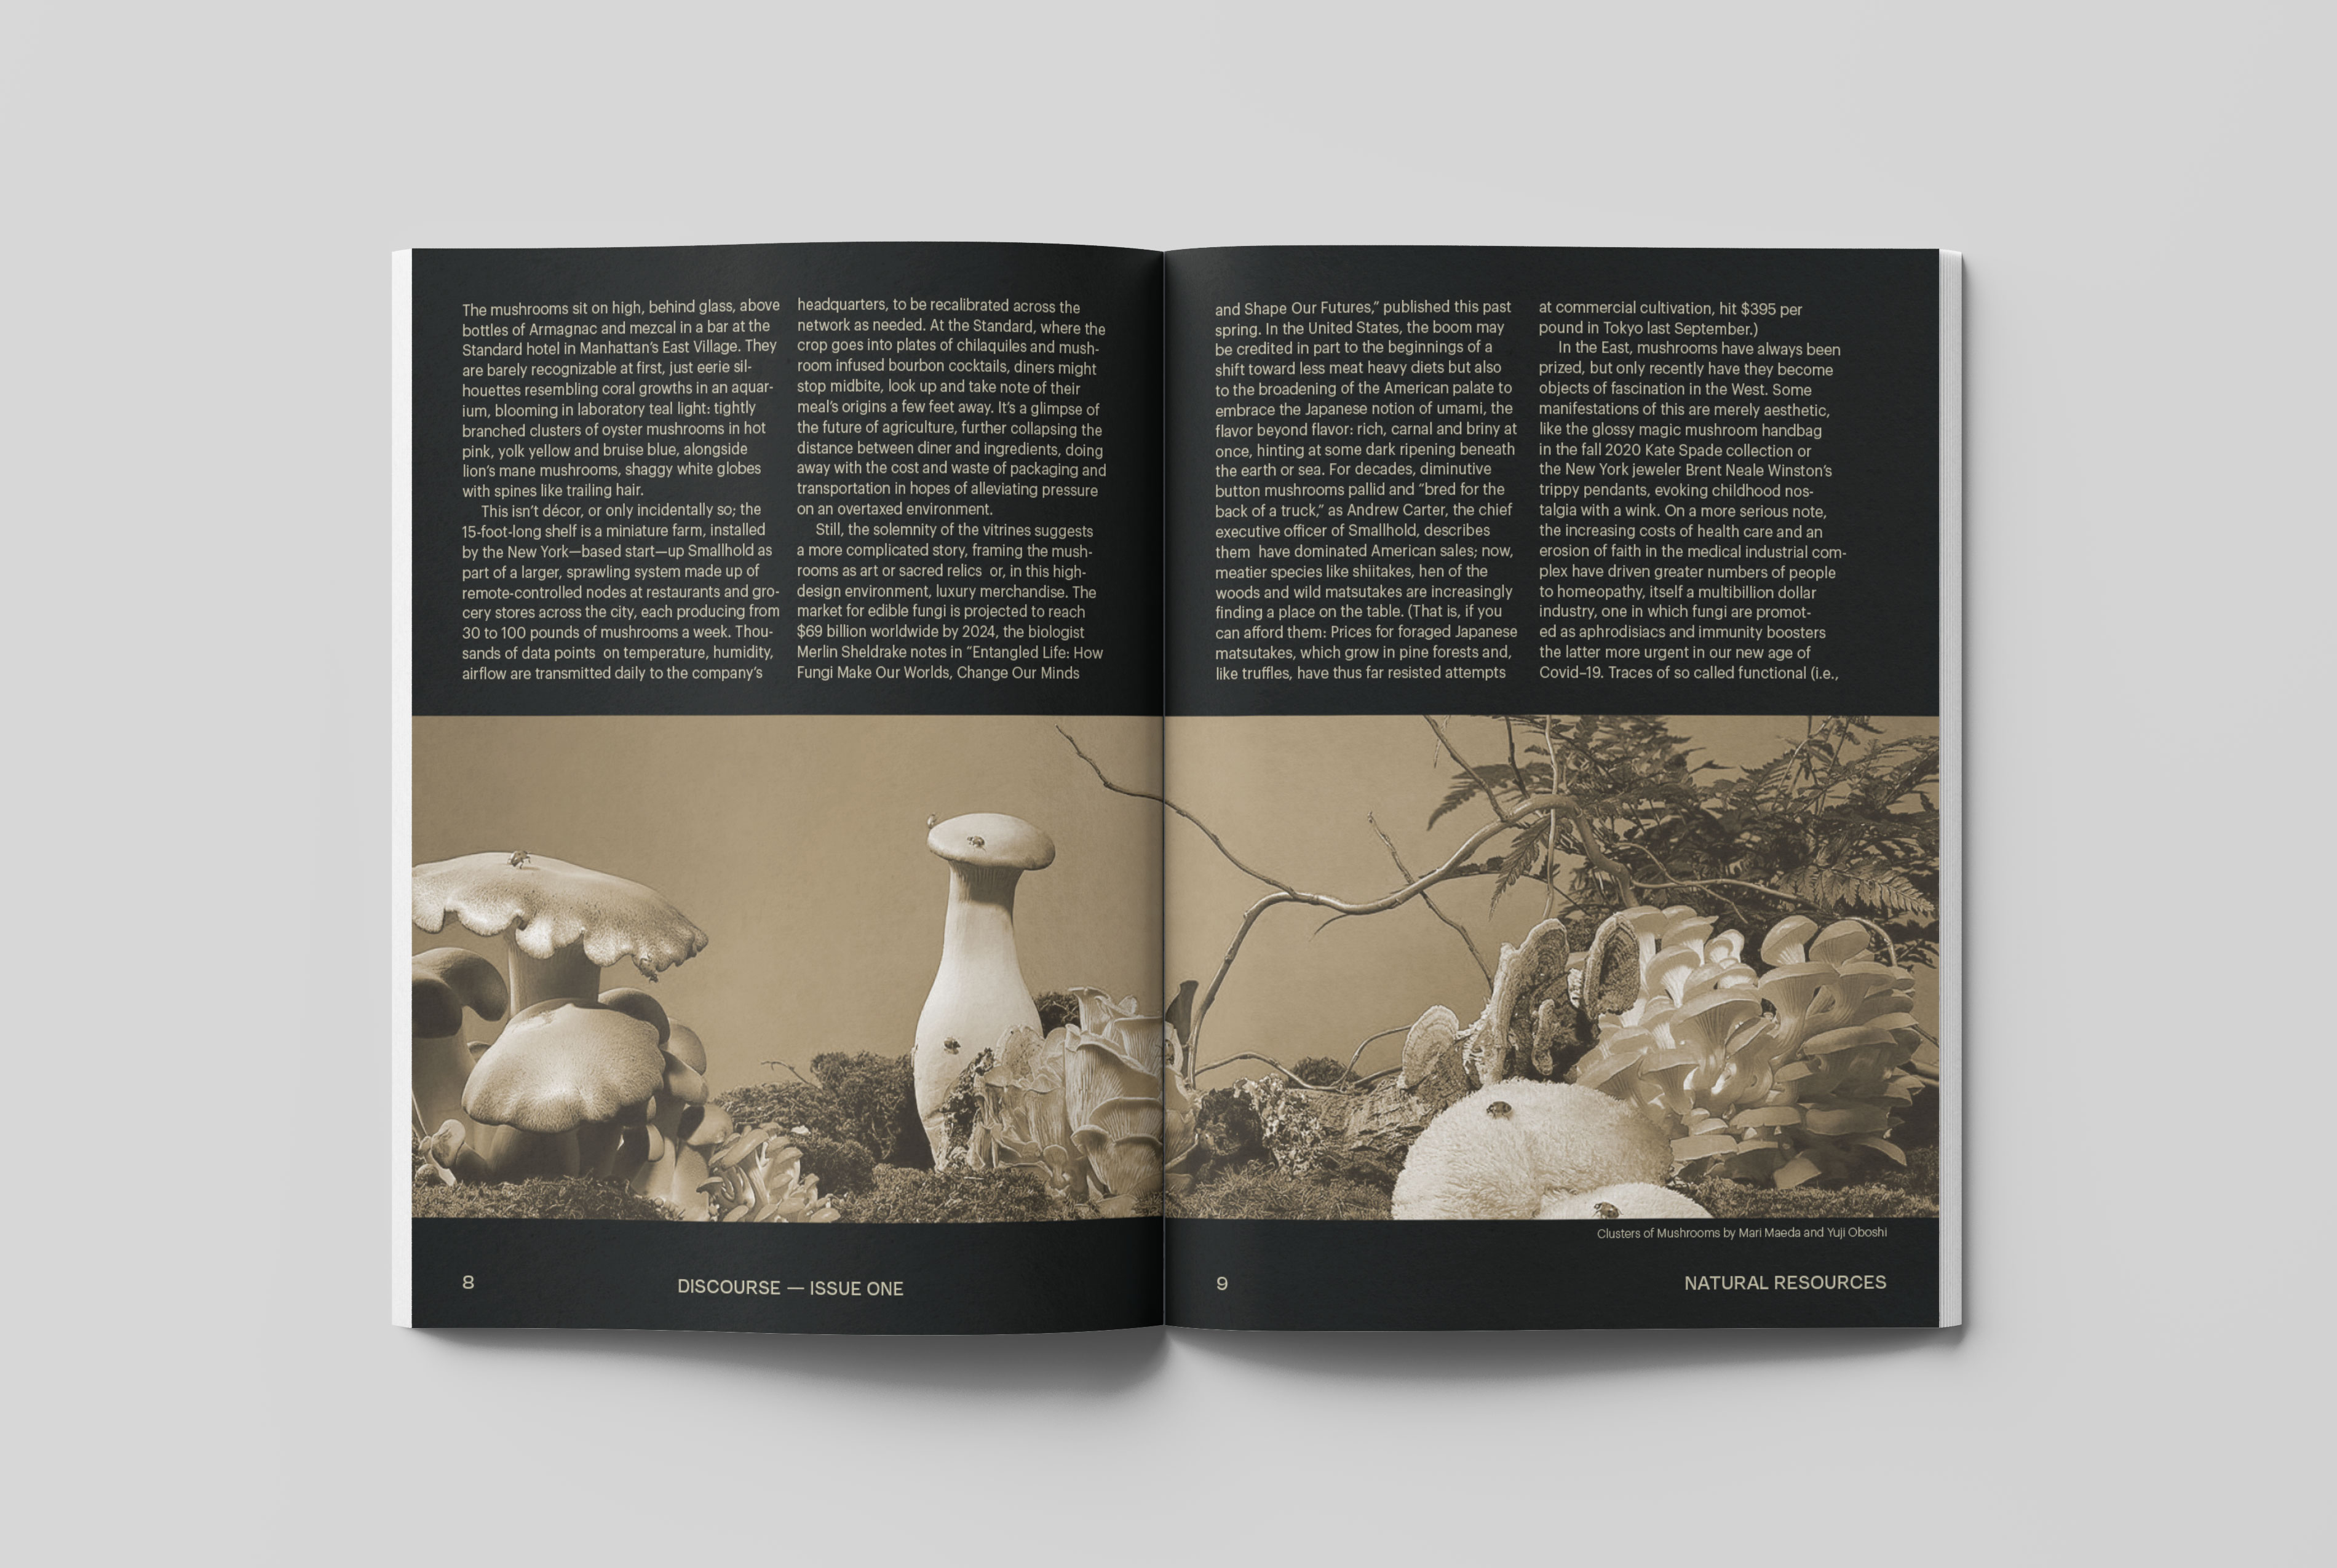 The mushrooms sit on high, behind glass, above
bottles of Armagnac and mezcal in a bar at the
Standard hotel in Manhattan’s East Village. They
are barely recognizable at first, just eerie sil-
houettes resembling coral growths in an aquar-
ium, blooming in laboratory teal light: tightly
branched clusters of oyster mushrooms in hot
pink, yolk yellow and bruise blue, alongside
lion’s mane mushrooms, shaggy white globes
with spines like trailing hair.
This isn’t décor, or only incidentally so; the
15-foot-long shelf is a miniature farm, installed
by the New York—based start—up Smallhold as
part of a larger, sprawling system made up of
remote-controlled nodes at restaurants and gro-
cery stores across the city, each producing from
30 to 100 pounds of mushrooms a week. Thou-
sands of data points  on temperature, humidity,
airflow are transmitted daily to the company’s
headquarters, to be recalibrated across the
network as needed. At the Standard, where the
crop goes into plates of chilaquiles and mush-
room infused bourbon cocktails, diners might
stop midbite, look up and take note of their
meal’s origins a few feet away. It’s a glimpse of
the future of agriculture, further collapsing the
distance between diner and ingredients, doing
away with the cost and waste of packaging and
transportation in hopes of alleviating pressure
on an overtaxed environment.
Still, the solemnity of the vitrines suggests
a more complicated story, framing the mush-
rooms as art or sacred relics  or, in this high-
design environment, luxury merchandise. The
market for edible fungi is projected to reach
$69 billion worldwide by 2024, the biologist
Merlin Sheldrake notes in “Entangled Life: How
Fungi Make Our Worlds, Change Our Minds
and Shape Our Futures,” published this past
spring. In the United States, the boom may
be credited in part to the beginnings of a
shift toward less meat heavy diets but also
to the broadening of the American palate to
embrace the Japanese notion of umami, the
flavor beyond flavor: rich, carnal and briny at
once, hinting at some dark ripening beneath
the earth or sea. For decades, diminutive
button mushrooms pallid and “bred for the
back of a truck,” as Andrew Carter, the chief
executive officer of Smallhold, describes
them  have dominated American sales; now,
meatier species like shiitakes, hen of the
woods and wild matsutakes are increasingly
finding a place on the table. (That is, if you
can afford them: Prices for foraged Japanese
matsutakes, which grow in pine forests and,
like truffles, have thus far resisted attempts
at commercial cultivation, hit $395 per
pound in Tokyo last September.)
In the East, mushrooms have always been
prized, but only recently have they become
objects of fascination in the West. Some
manifestations of this are merely aesthetic,
like the glossy magic mushroom handbag
in the fall 2020 Kate Spade collection or
the New York jeweler Brent Neale Winston’s
trippy pendants, evoking childhood nos-
talgia with a wink. On a more serious note,
the increasing costs of health care and an
erosion of faith in the medical industrial com-
plex have driven greater numbers of people
to homeopathy, itself a multibillion dollar
industry, one in which fungi are promot-
ed as aphrodisiacs and immunity boosters
the latter more urgent in our new age of
Covid–19. Traces of so called functional (i.e.,
Clusters of Mushrooms by Mari Maeda and Yuji Oboshi
8
DISCOURSE — ISSUE ONE
9
NATURAL RESOURCES